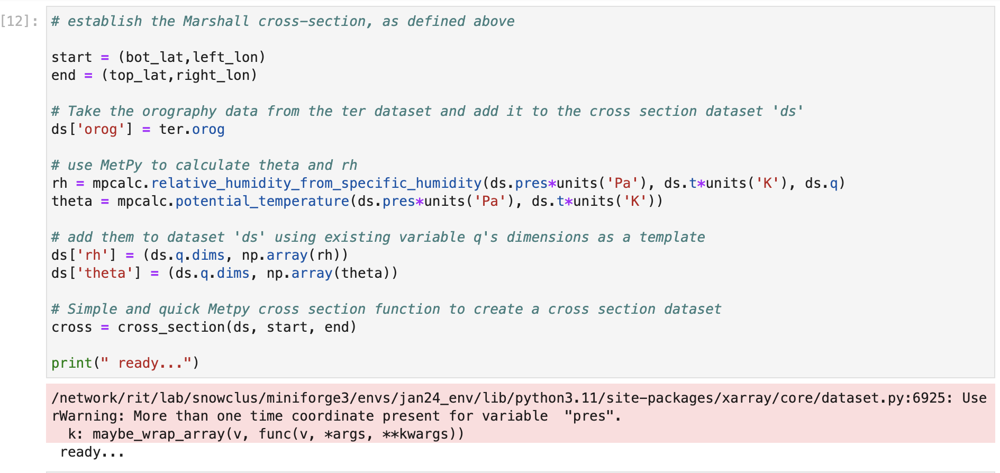 [12]: # establish the Marshall cross-section, as defined above
start = (bot_lat,left_lon)
end = (top_lat,right_lon)
# Take the orography data from the ter dataset and add it to the cross section dataset 'ds'
ds['orog'] = ter.orog
# use MetPy to calculate theta and rh
rh = mpcalc.relative_humidity_from_specific_humidity(ds.pres*units('Pa'), ds.t*units('K'), ds.q)
theta = mpcalc.potential_temperature(ds.pres*units('Pa'), ds.t*units('K'))
# add them to dataset 'ds' using existing variable q's dimensions as a template
ds['rh'] = (ds.q.dims, np.array(rh))
ds['theta'] = (ds.q.dims, np.array(theta))
# Simple and quick Metpy cross section function to create a cross section dataset
cross = cross_section(ds, start, end)
print(" ready...")
/network/rit/lab/snowclus/miniforge3/envs/jan24_env/lib/python3.11/site-packages/xarray/core/dataset.py:6925: Use
rWarning: More than one time coordinate present for variable  "pres".
  k: maybe_wrap_array(v, func(v, *args, **kwargs))
 ready...